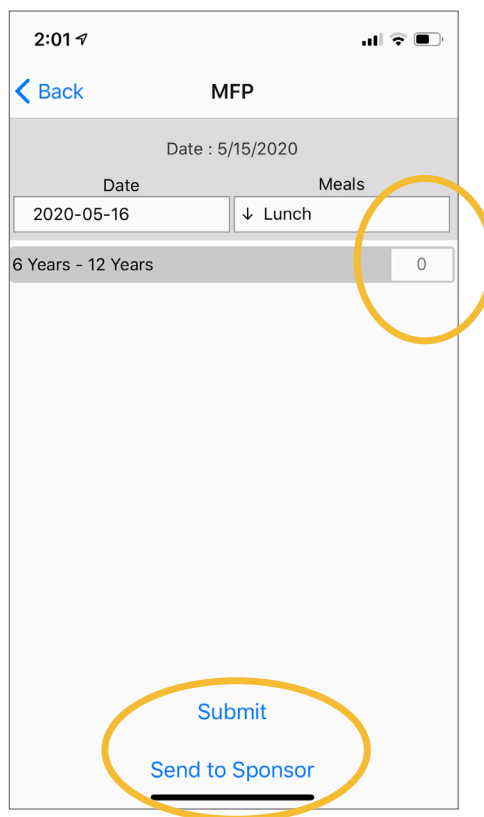 2:01
Back MFP
Date : 5/15/2020
Date Meals
2020-05-16 ↓ Lunch
6 Years - 12 Years 0
Submit
Send to Sponsor